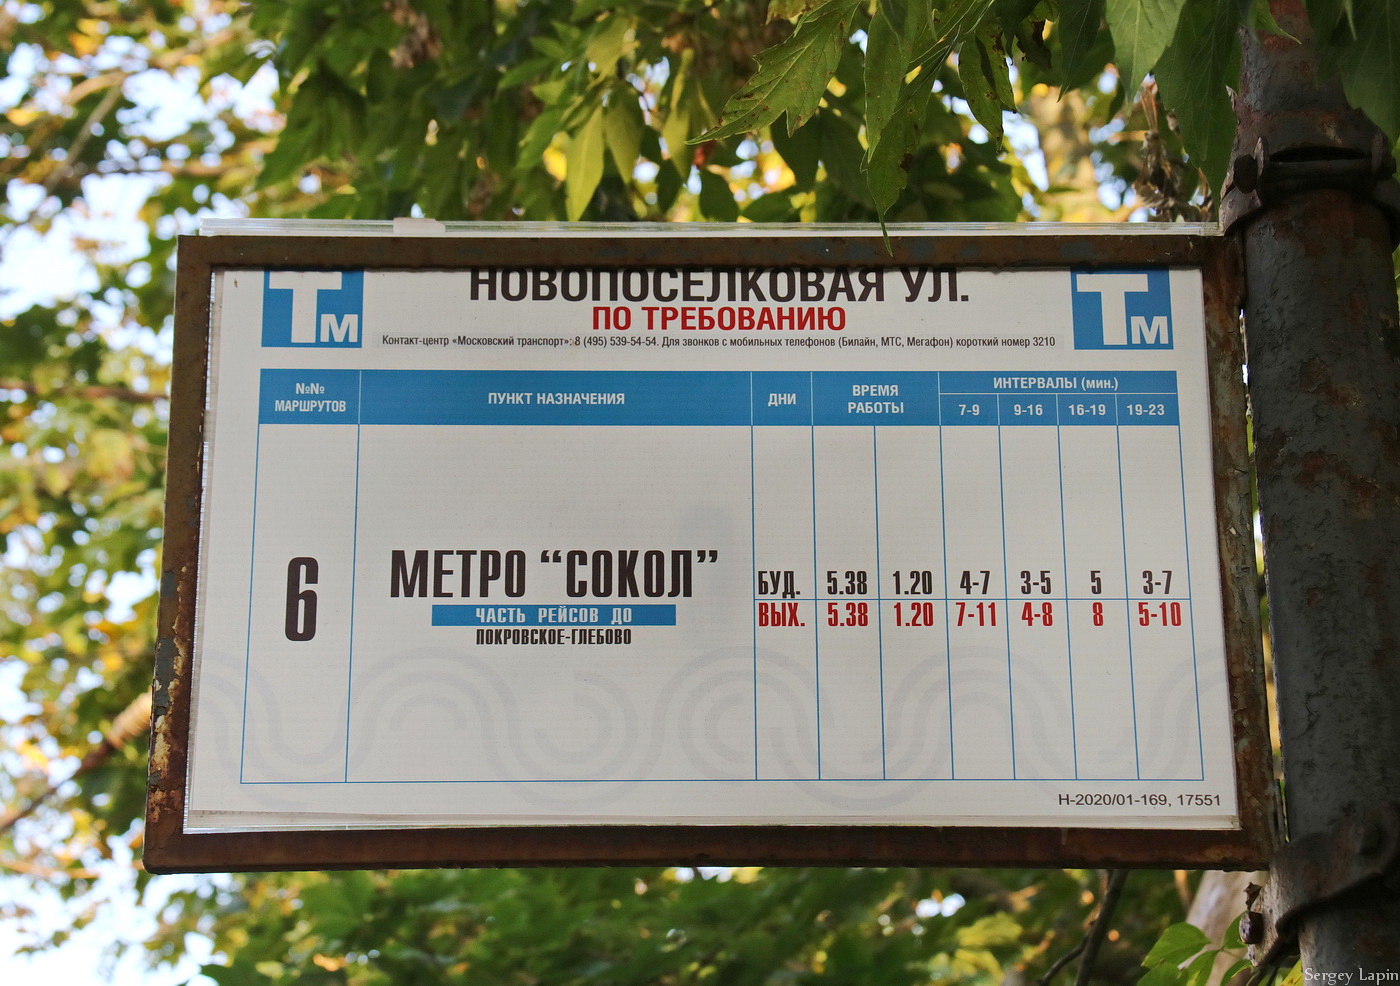 Тм НОВОПОСЕЛКОВАЯ УЛ. Тм
ПО ТРЕБОВАНИЮ
Контакт-центр «Московский транспорт»: 8 (495) 539-54-54. Для звонков с мобильных телефонов (Билайн, МТС, Мегафон) короткий номер 3210
№№ МАРШРУТОВ ПУНКТ НАЗНАЧЕНИЯ ДНИ ВРЕМЯ РАБОТЫ ИНТЕРВАЛЫ (мин.)
7-9 9-16 16-19 19-23
6 МЕТРО “СОКОЛ” БУД. 5.38 1.20 4-7 3-5 5 3-7
ЧАСТЬ РЕЙСОВ ДО ВЫХ. 5.38 1.20 7-11 4-8 8 5-10
ПОКРОВСКОЕ-ГЛЕБОВО
Н-2020/01-169, 17551
Sergey Lapin